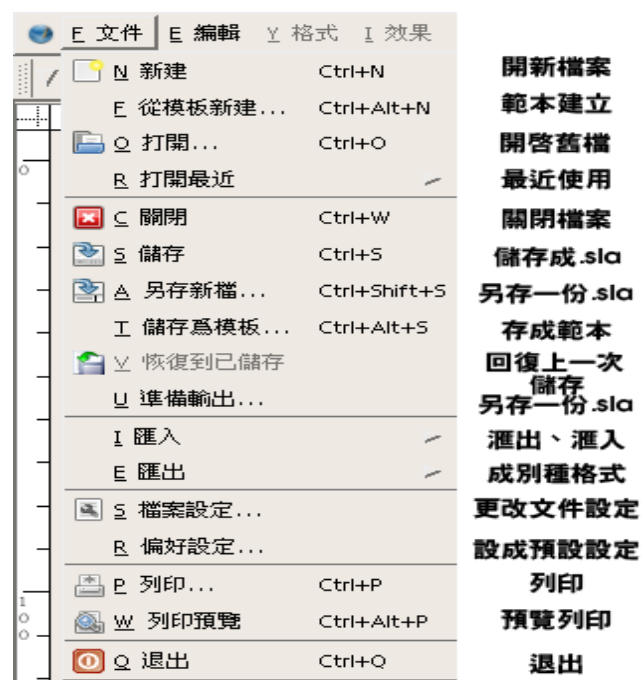 F 文件 E 編輯 Y 格式 I 效果
N 新建 Ctrl+N 開新檔案
F 從模板新建... Ctrl+Alt+N 範本建立
O 打開... Ctrl+O 開啓舊檔
R 打開最近 最近使用
C 關閉 Ctrl+W 關閉檔案
S 儲存 Ctrl+S 儲存成.sla
A 另存新檔... Ctrl+Shift+S 另存一份.sla
T 儲存爲模板... Ctrl+Alt+S 存成範本
V 恢復到已儲存 回復上一次
儲存
U 準備輸出... 另存一份.sla
I 匯入 滙出、滙入
E 匯出 成別種格式
S 檔案設定... 更改文件設定
R 偏好設定... 設成預設設定
P 列印... Ctrl+P 列印
W 列印預覽 Ctrl+Alt+P 預覽列印
Q 退出 Ctrl+Q 退出
0
1
0
0